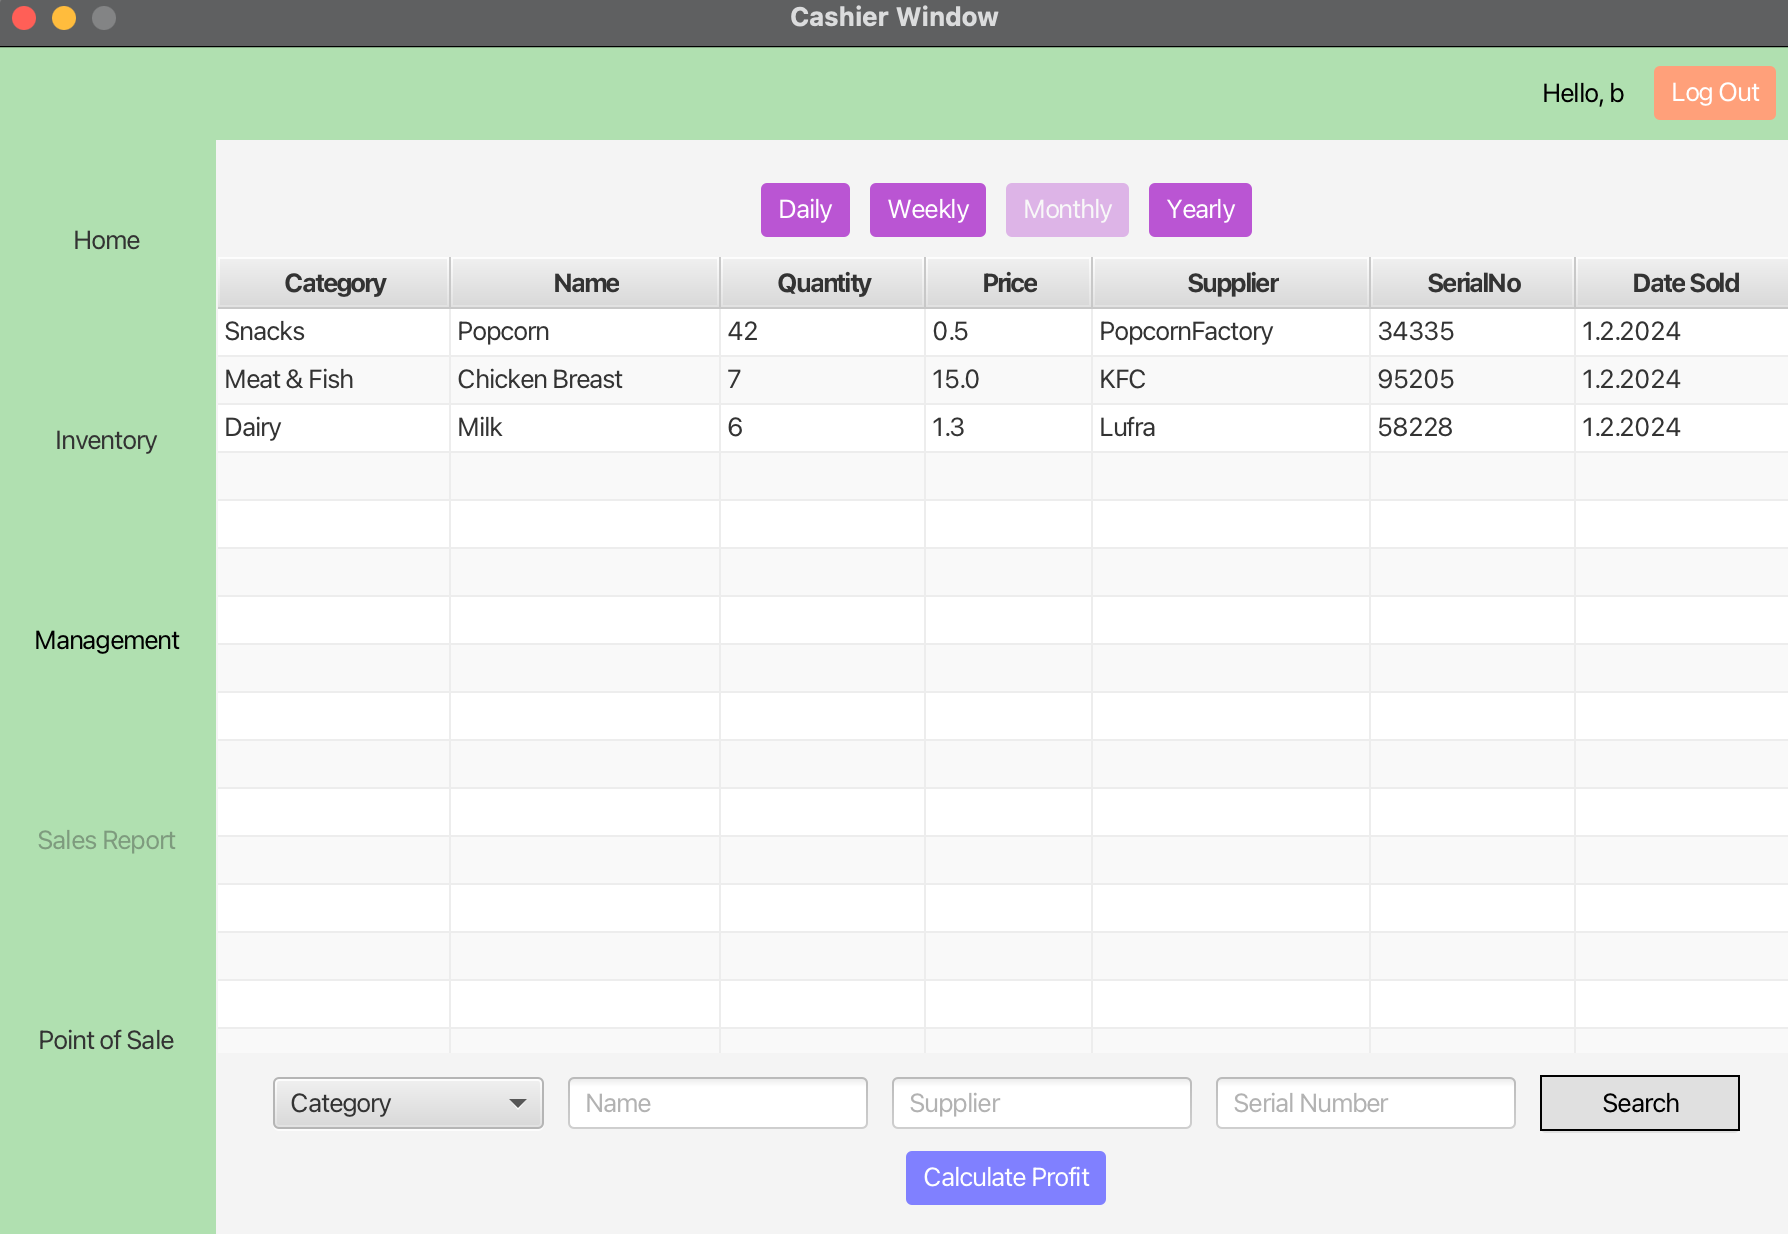 Cashier Window
Hello, b Log Out
Daily Weekly Monthly Yearly
Home
Inventory
Management
Sales Report
Point of Sale
Category Name Quantity Price Supplier SerialNo Date Sold
Snacks Popcorn 42 0.5 PopcornFactory 34335 1.2.2024
Meat & Fish Chicken Breast 7 15.0 KFC 95205 1.2.2024
Dairy Milk 6 1.3 Lufra 58228 1.2.2024
Category Name Supplier Serial Number Search
Calculate Profit